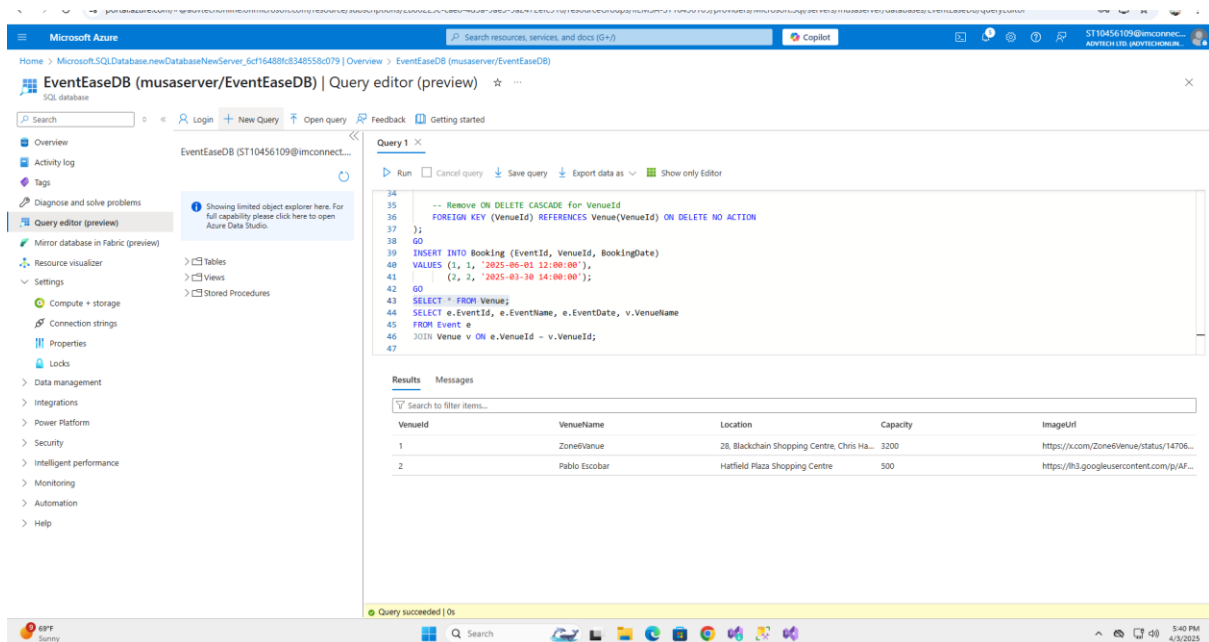 Microsoft Azure
Search resources, services, and docs (G+/)
Copilot
ST10456109@imconnec...
ADVTECH LTD. (ADVTECHONLIN...
Home > Microsoft.SQLDatabase.newDatabaseNewServer_6cf16488fc8348558c079 | Overview > EventEaseDB (musaserver/EventEaseDB)
EventEaseDB (musaserver/EventEaseDB) | Query editor (preview)
SQL database
Search
Login
New Query
Open query
Feedback
Getting started
Overview
Activity log
Tags
Diagnose and solve problems
Query editor (preview)
Mirror database in Fabric (preview)
Resource visualizer
Settings
Compute + storage
Connection strings
Properties
Locks
Data management
Integrations
Power Platform
Security
Intelligent performance
Monitoring
Automation
Help
EventEaseDB (ST10456109@imconnect....
Showing limited object explorer here. For
full capability please click here to open
Azure Data Studio.
Tables
Views
Stored Procedures
Query 1
Run
Cancel query
Save query
Export data as
Show only Editor
34
35 -- Remove ON DELETE CASCADE for VenueId
36 FOREIGN KEY (VenueId) REFERENCES Venue(VenueId) ON DELETE NO ACTION
37 );
38 GO
39 INSERT INTO Booking (EventId, VenueId, BookingDate)
40 VALUES (1, 1, '2025-06-01 12:00:00'),
41 (2, 2, '2025-03-30 14:00:00');
42 GO
43 SELECT * FROM Venue;
44 SELECT e.EventId, e.EventName, e.EventDate, v.VenueName
45 FROM Event e
46 JOIN Venue v ON e.VenueId = v.VenueId;
47
Results Messages
Search to filter items...
VenueId VenueName Location Capacity ImageUrl
1 Zone6Vanue 28, Blackchain Shopping Centre, Chris Ha... 3200 https://x.com/Zone6Venue/status/14706...
2 Pablo Escobar Hatfield Plaza Shopping Centre 500 https://lh3.googleusercontent.com/p/AF...
Query succeeded | 0s
69°F
Sunny
Search
5:40 PM
4/3/2025